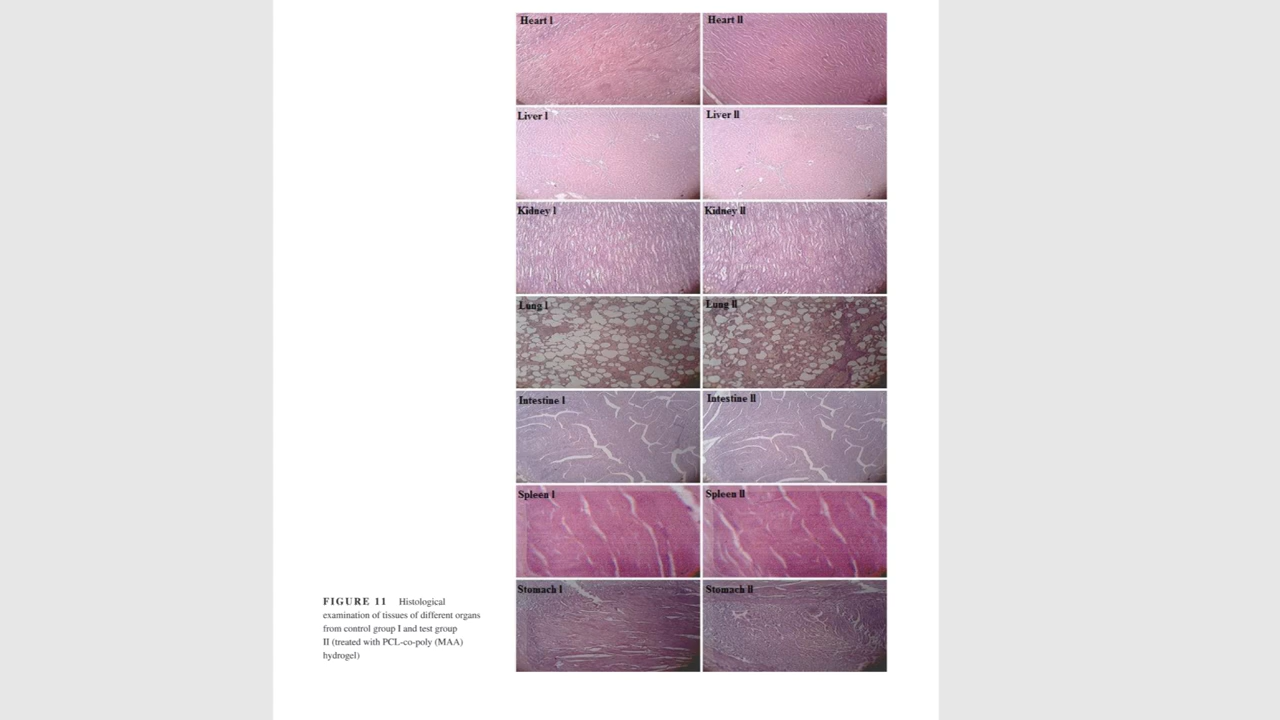 Heart I
Heart II
Liver I
Liver II
Kidney I
Kidney II
Lung I
Lung II
Intestine I
Intestine II
Spleen I
Spleen II
Stomach I
Stomach II
FIGURE 11 Histological
examination of tissues of different organs
from control group I and test group
II (treated with PCL-co-poly (MAA)
hydrogel)